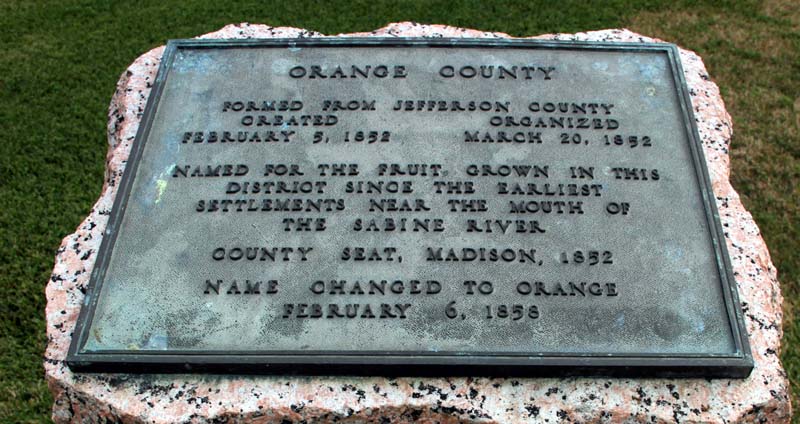 ORANGE COUNTY
FORMED FROM JEFFERSON COUNTY
CREATED ORGANIZED
FEBRUARY 5, 1852 MARCH 20, 1852
NAMED FOR THE FRUIT, GROWN IN THIS
DISTRICT SINCE THE EARLIEST
SETTLEMENTS NEAR THE MOUTH OF
THE SABINE RIVER
COUNTY SEAT, MADISON, 1852
NAME CHANGED TO ORANGE
FEBRUARY 6, 1858